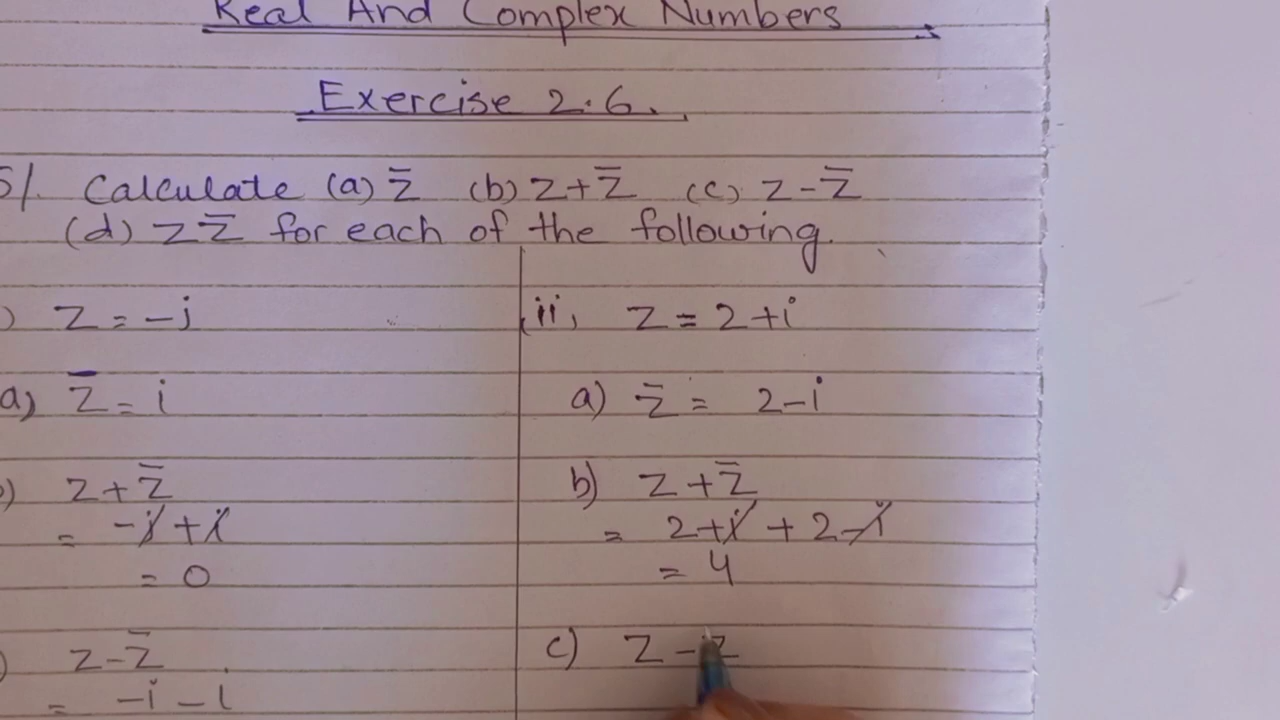 Real And Complex Numbers
Exercise 2.6.
5/. Calculate (a) z̄ (b) z+z̄ (c) z-z̄
(d) zz̄ for each of the following.
) z = -i
a) z̄ = i
) z+z̄
= -i+i
= 0
) z-z̄
= -i-i
(ii, z = 2+i
a) z̄ = 2-i
b) z+z̄
= 2+i+2-i
= 4
c) z-z